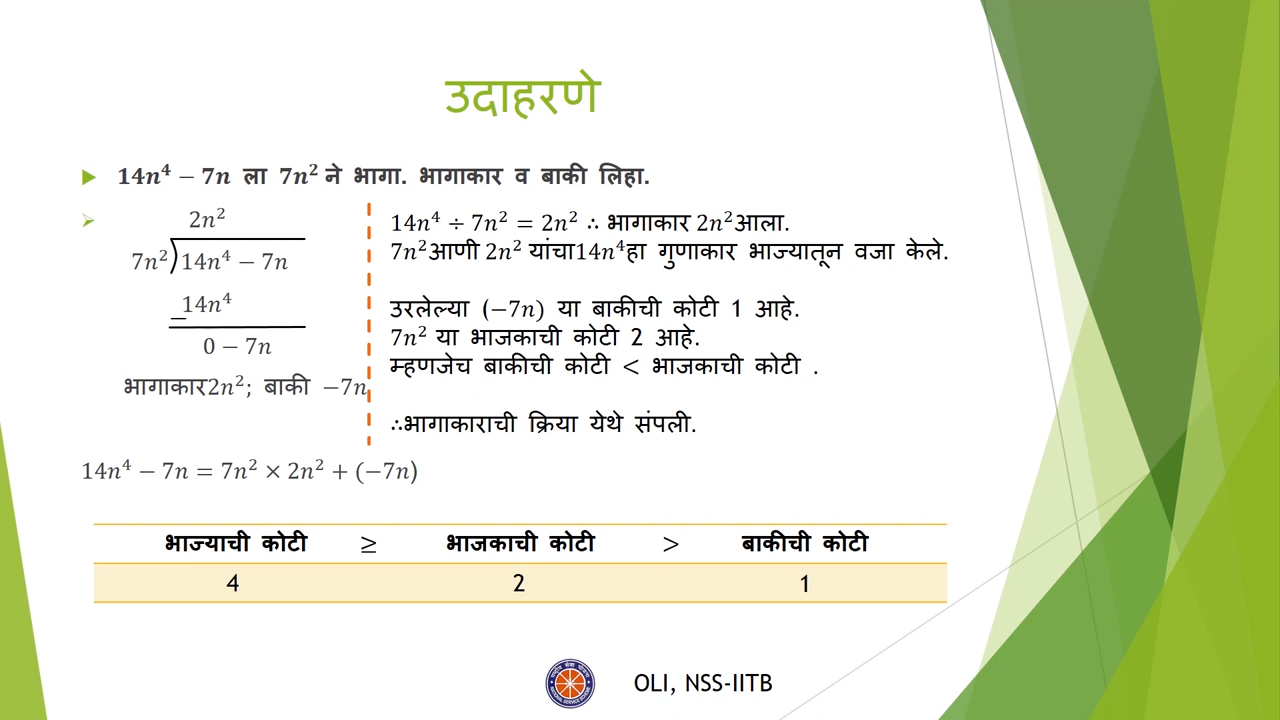 उदाहरणे
14n⁴ − 7n ला 7n² ने भागा. भागाकार व बाकी लिहा.
2n²
7n² 14n⁴ − 7n
− 14n⁴
0 − 7n
भागाकार2n²; बाकी −7n
14n⁴ ÷ 7n² = 2n² ∴ भागाकार 2n²आला.
7n²आणी 2n² यांचा14n⁴हा गुणाकार भाज्यातून वजा केले.
उरलेल्या (−7n) या बाकीची कोटी 1 आहे.
7n² या भाजकाची कोटी 2 आहे.
म्हणजेच बाकीची कोटी < भाजकाची कोटी .
∴भागाकाराची क्रिया येथे संपली.
14n⁴ − 7n = 7n² × 2n² + (−7n)
भाज्याची कोटी ≥ भाजकाची कोटी > बाकीची कोटी
4 2 1
OLI, NSS-IITB